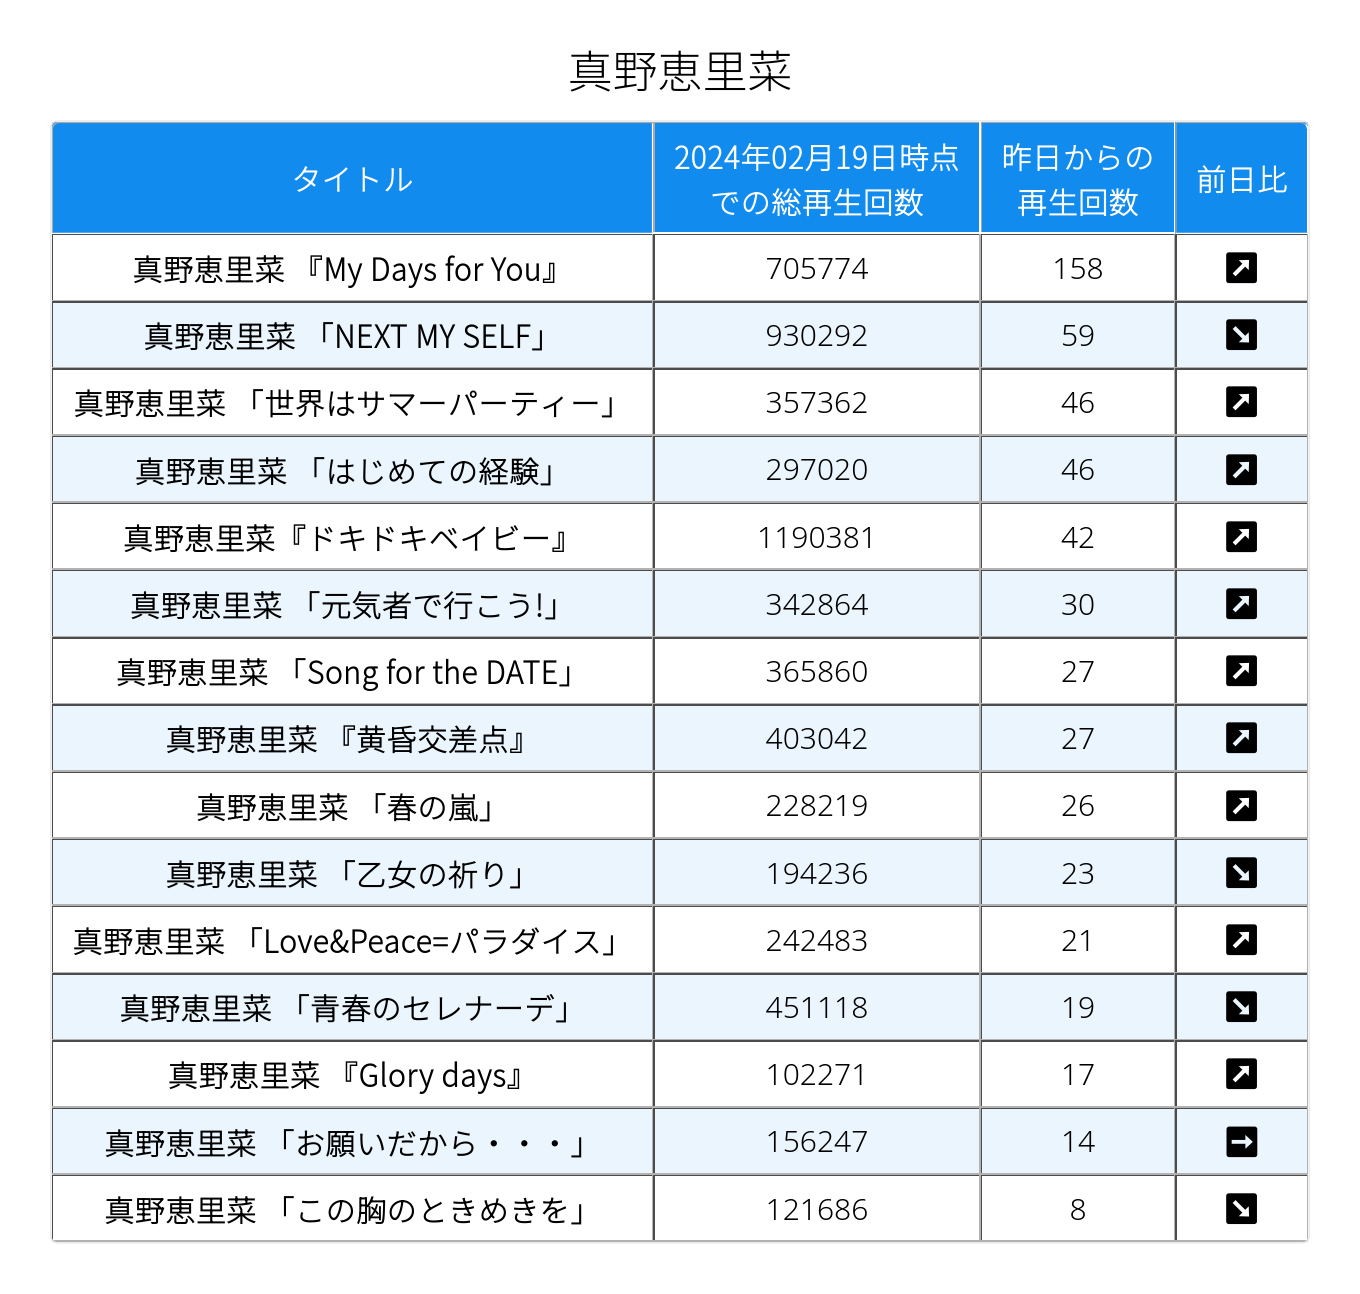 真野恵里菜
タイトル 2024年02月19日時点での総再生回数 昨日からの再生回数 前日比
真野恵里菜 『My Days for You』 705774 158 ↗
真野恵里菜 「NEXT MY SELF」 930292 59 ↘
真野恵里菜 「世界はサマーパーティー」 357362 46 ↗
真野恵里菜 「はじめての経験」 297020 46 ↗
真野恵里菜『ドキドキベイビー』 1190381 42 ↗
真野恵里菜 「元気者で行こう!」 342864 30 ↗
真野恵里菜 「Song for the DATE」 365860 27 ↗
真野恵里菜 『黄昏交差点』 403042 27 ↗
真野恵里菜 「春の嵐」 228219 26 ↗
真野恵里菜 「乙女の祈り」 194236 23 ↘
真野恵里菜 「Love&Peace=パラダイス」 242483 21 ↗
真野恵里菜 「青春のセレナーデ」 451118 19 ↘
真野恵里菜 『Glory days』 102271 17 ↗
真野恵里菜 「お願いだから・・・」 156247 14 →
真野恵里菜 「この胸のときめきを」 121686 8 ↘